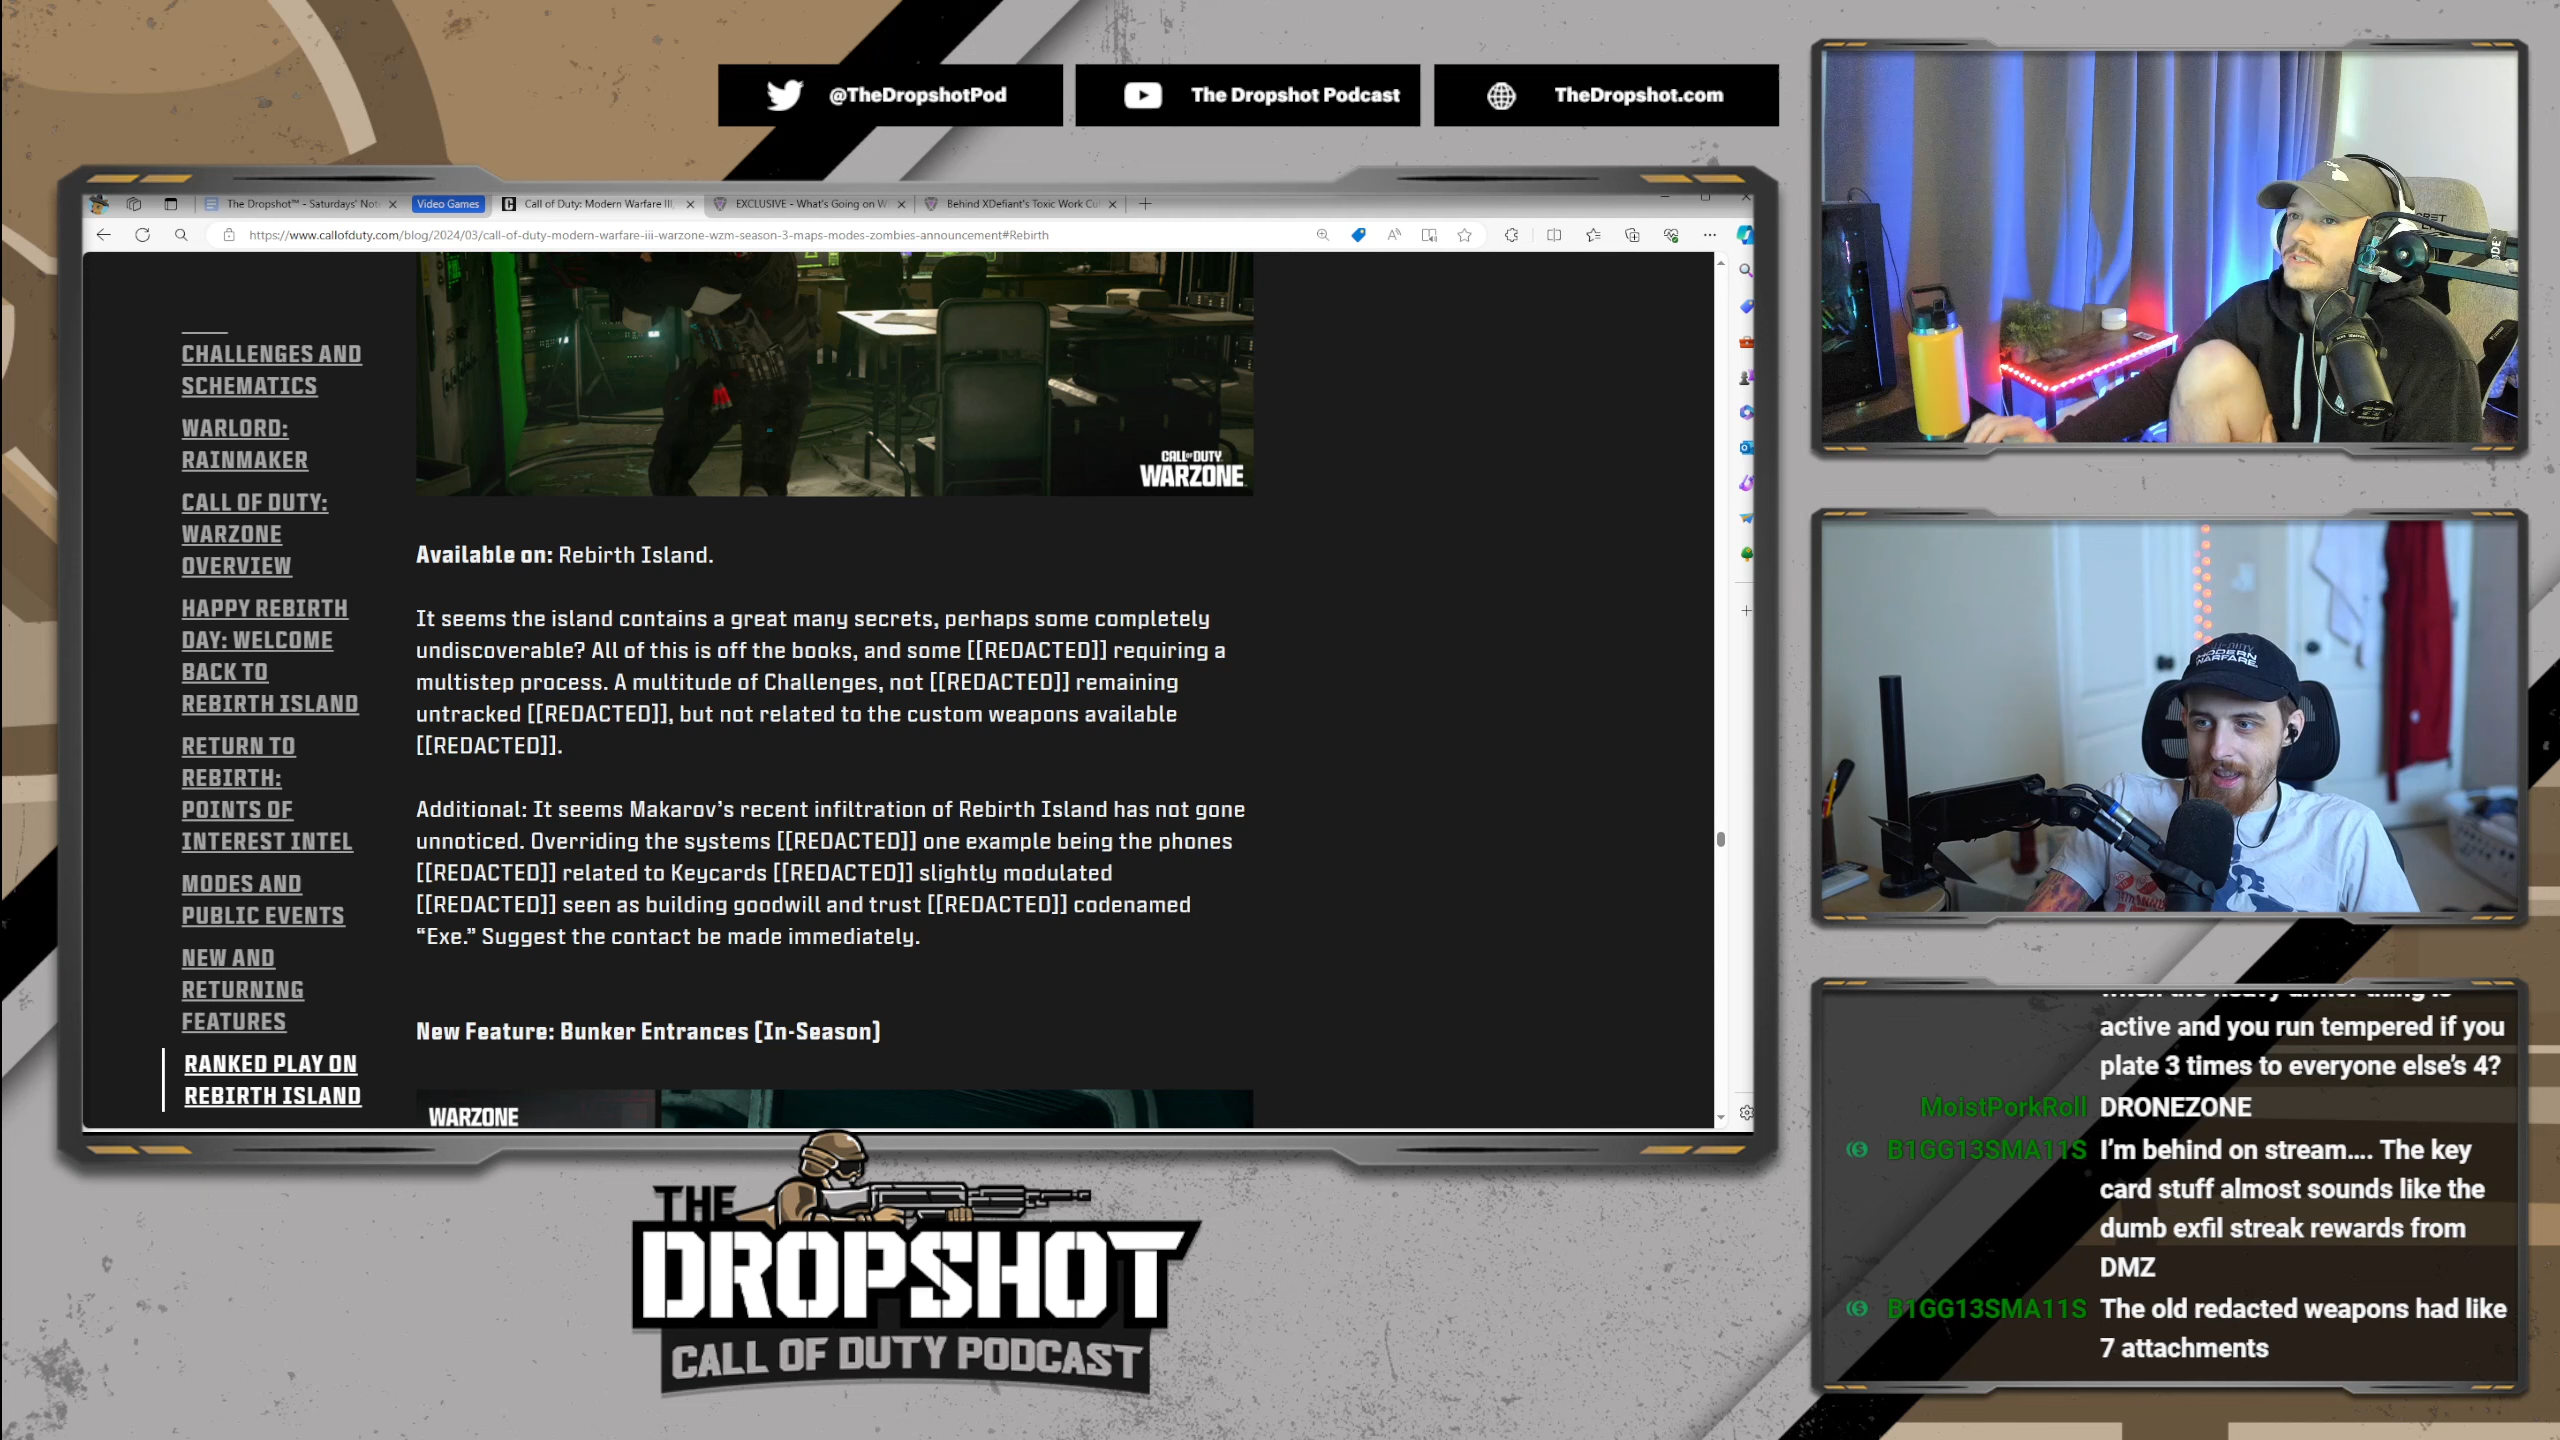 @TheDropshotPod
The Dropshot Podcast
TheDropshot.com
The Dropshot™ - Saturdays' Not
Video Games
Call of Duty: Modern Warfare III,
EXCLUSIVE - What's Going on W
Behind XDefiant's Toxic Work Cul
https://www.callofduty.com/blog/2024/03/call-of-duty-modern-warfare-iii-warzone-wzm-season-3-maps-modes-zombies-announcement#Rebirth
CHALLENGES AND
SCHEMATICS
WARLORD:
RAINMAKER
CALL OF DUTY:
WARZONE
OVERVIEW
HAPPY REBIRTH
DAY: WELCOME
BACK TO
REBIRTH ISLAND
RETURN TO
REBIRTH:
POINTS OF
INTEREST INTEL
MODES AND
PUBLIC EVENTS
NEW AND
RETURNING
FEATURES
RANKED PLAY ON
REBIRTH ISLAND
CALL OF DUTY
WARZONE
Available on: Rebirth Island.
It seems the island contains a great many secrets, perhaps some completely
undiscoverable? All of this is off the books, and some [[REDACTED]] requiring a
multistep process. A multitude of Challenges, not [[REDACTED]] remaining
untracked [[REDACTED]], but not related to the custom weapons available
[[REDACTED]].
Additional: It seems Makarov's recent infiltration of Rebirth Island has not gone
unnoticed. Overriding the systems [[REDACTED]] one example being the phones
[[REDACTED]] related to Keycards [[REDACTED]] slightly modulated
[[REDACTED]] seen as building goodwill and trust [[REDACTED]] codenamed
“Exe.” Suggest the contact be made immediately.
New Feature: Bunker Entrances [In-Season]
WARZONE
MODERN
WARFARE
active and you run tempered if you
plate 3 times to everyone else's 4?
MoistPorkRoll DRONEZONE
B1GG13SMA11S I'm behind on stream.... The key
card stuff almost sounds like the
dumb exfil streak rewards from
DMZ
B1GG13SMA11S The old redacted weapons had like
7 attachments
THE
DROPSHOT
CALL OF DUTY PODCAST